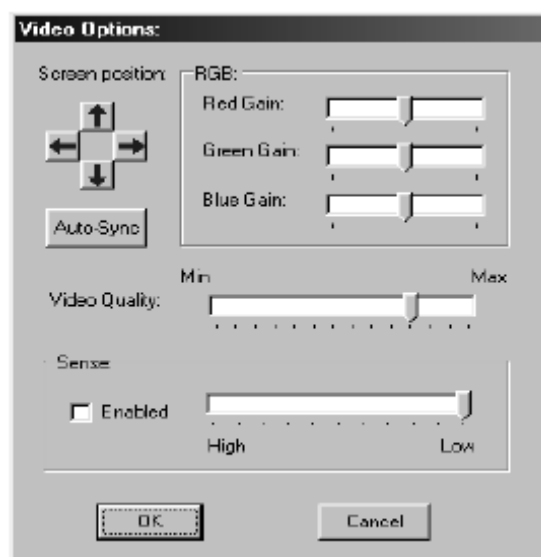 Video Options:
Screen position:
RGB:
Red Gain:
Green Gain:
Blue Gain:
Auto-Sync
Min Max
Video Quality:
Sense
Enabled
High Low
OK Cancel